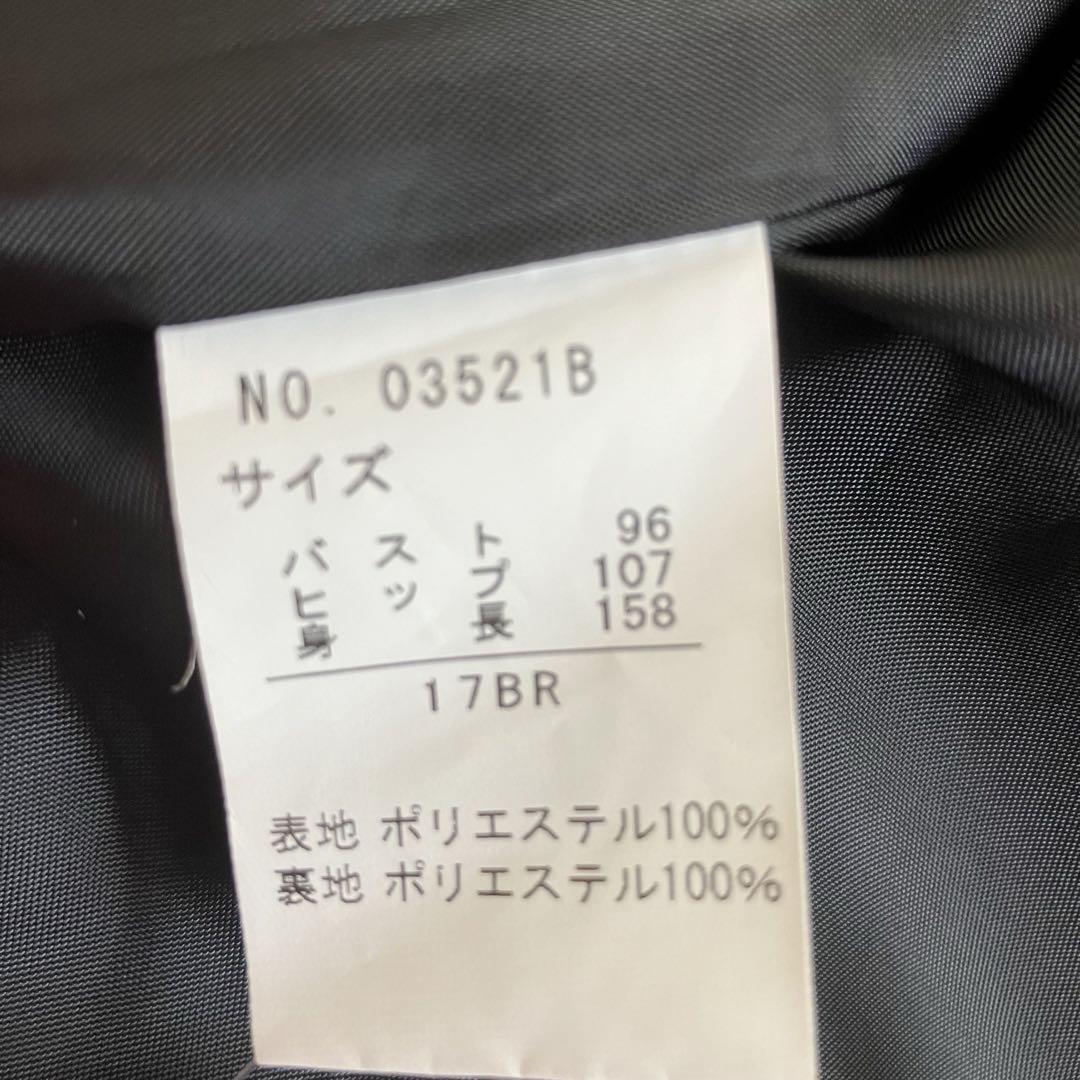 NO. 03521B
サイズ
バスト 96
ヒップ 107
身長 158
17BR
表地 ポリエステル100%
裏地 ポリエステル100%